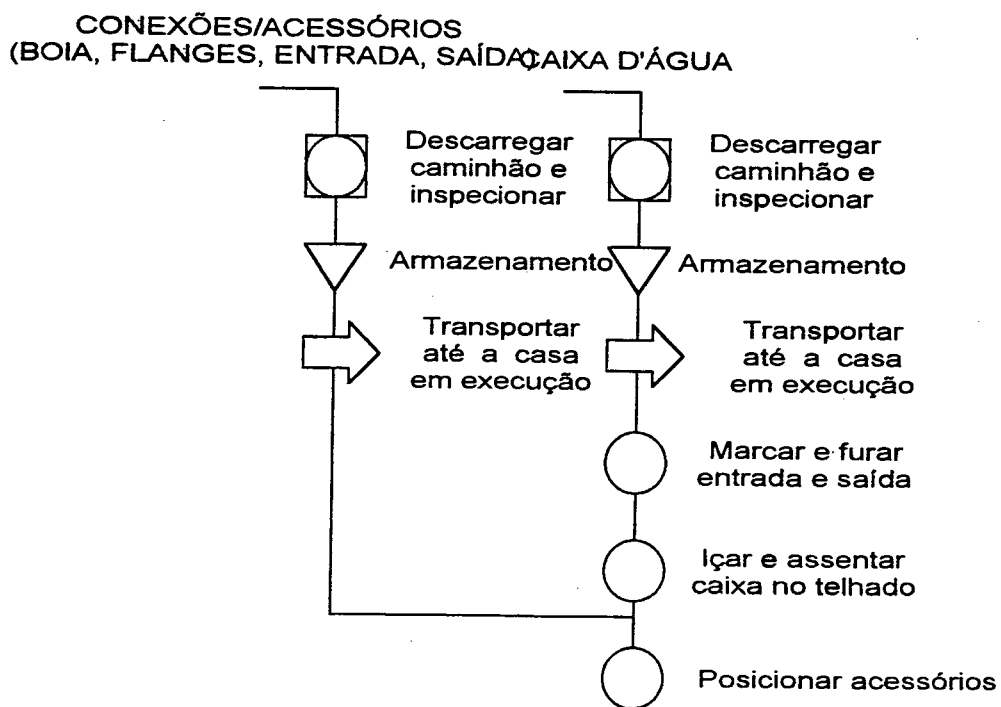 CONEXÕES/ACESSÓRIOS
(BOIA, FLANGES, ENTRADA, SAÍDA)
CAIXA D'ÁGUA
Descarregar
caminhão e
inspecionar
Descarregar
caminhão e
inspecionar
Armazenamento
Armazenamento
Transportar
até a casa
em execução
Transportar
até a casa
em execução
Marcar e furar
entrada e saída
Içar e assentar
caixa no telhado
Posicionar acessórios